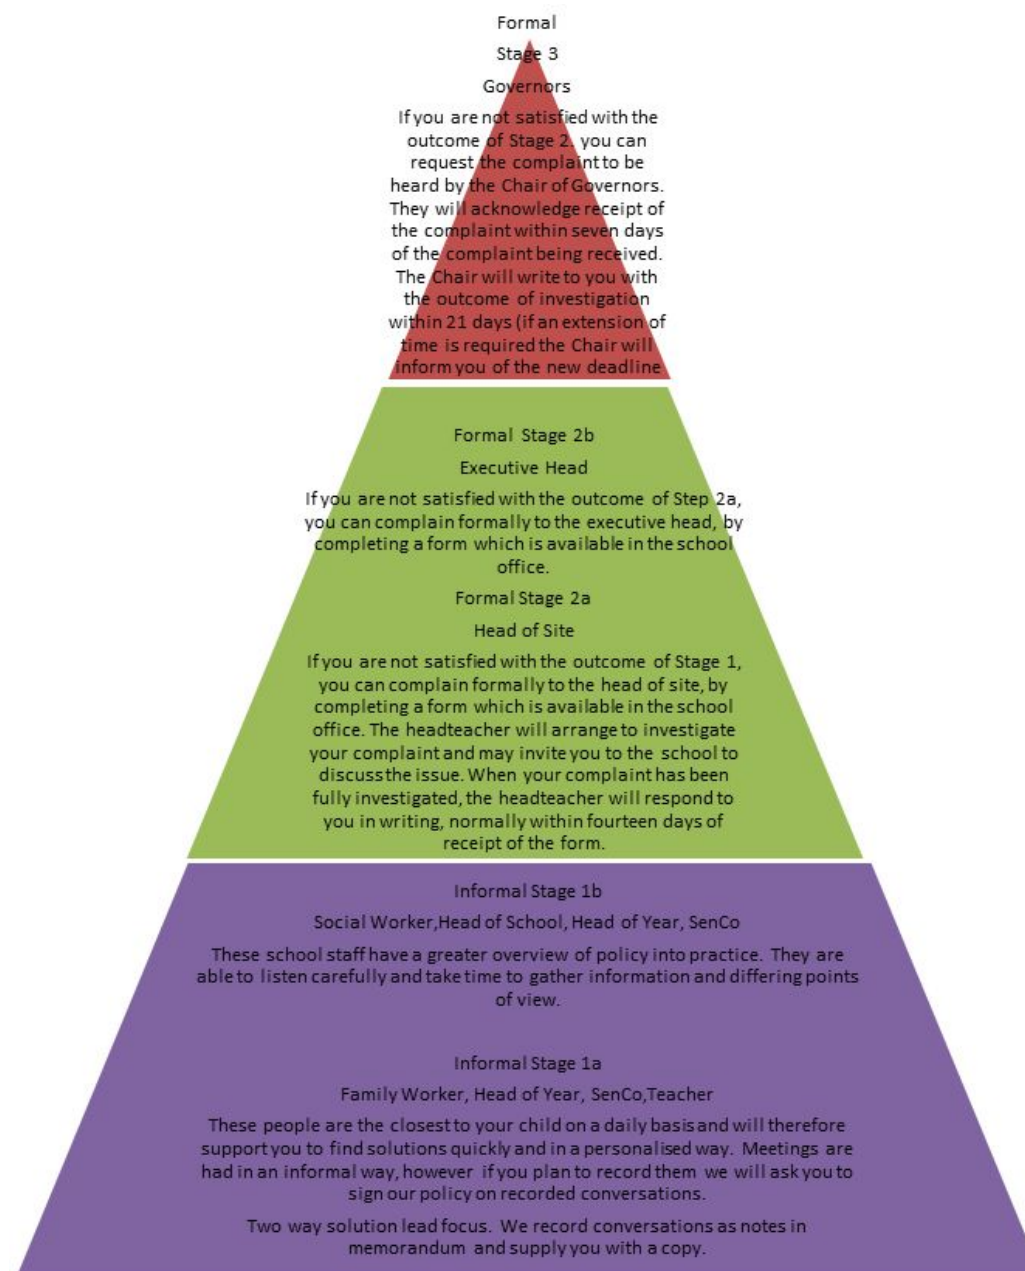 Formal
Stage 3
Governors
If you are not satisfied with the
outcome of Stage 2. you can
request the complaint to be
heard by the Chair of Governors.
They will acknowledge receipt of
the complaint within seven days
of the complaint being received.
The Chair will write to you with
the outcome of investigation
within 21 days (if an extension of
time is required the Chair will
inform you of the new deadline
Formal Stage 2b
Executive Head
If you are not satisfied with the outcome of Step 2a,
you can complain formally to the executive head, by
completing a form which is available in the school
office.
Formal Stage 2a
Head of Site
If you are not satisfied with the outcome of Stage 1,
you can complain formally to the head of site, by
completing a form which is available in the school
office. The headteacher will arrange to investigate
your complaint and may invite you to the school to
discuss the issue. When your complaint has been
fully investigated, the headteacher will respond to
you in writing, normally within fourteen days of
receipt of the form.
Informal Stage 1b
Social Worker,Head of School, Head of Year, SenCo
These school staff have a greater overview of policy into practice. They are
able to listen carefully and take time to gather information and differing points
of view.
Informal Stage 1a
Family Worker, Head of Year, SenCo,Teacher
These people are the closest to your child on a daily basis and will therefore
support you to find solutions quickly and in a personalised way. Meetings are
had in an informal way, however if you plan to record them we will ask you to
sign our policy on recorded conversations.
Two way solution lead focus. We record conversations as notes in
memorandum and supply you with a copy.